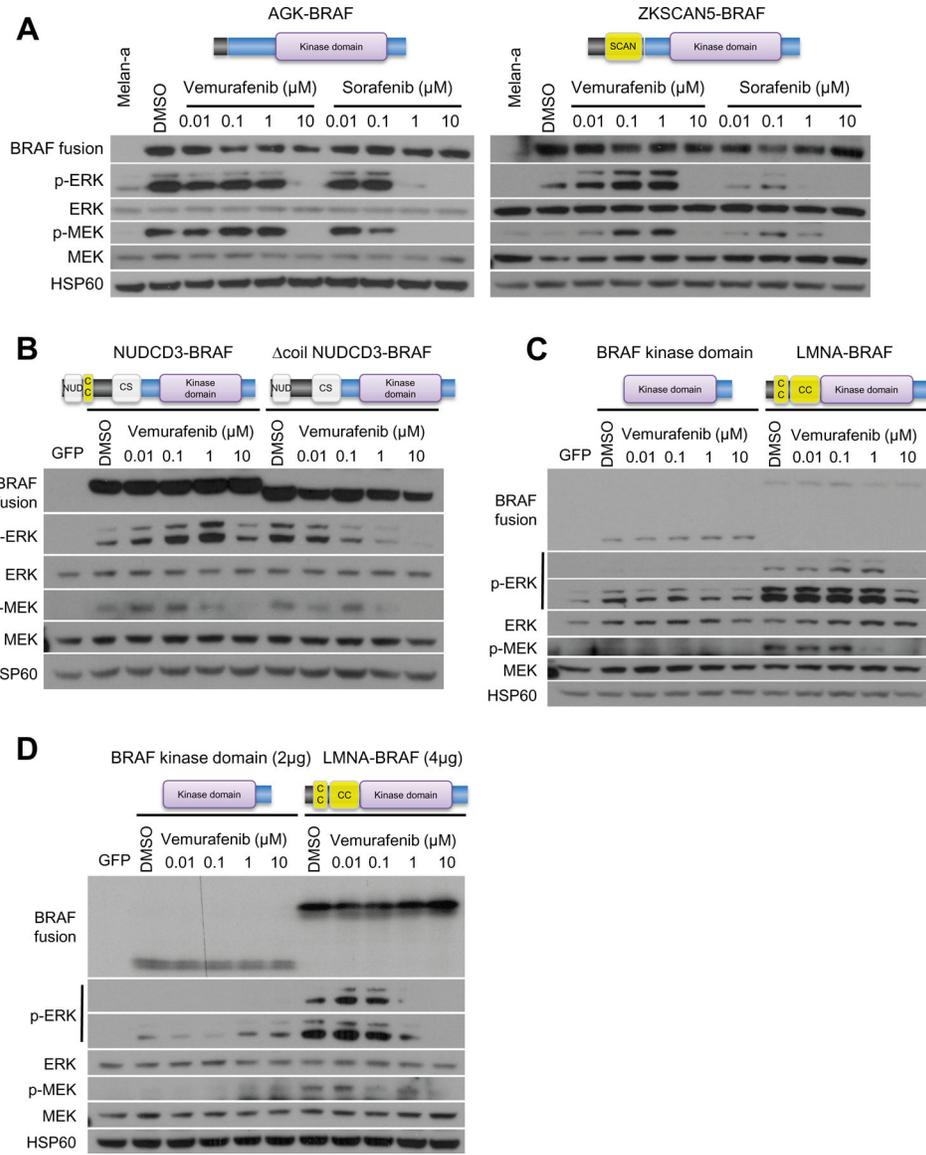 A
AGK-BRAF
Kinase domain
Melan-a
DMSO
Vemurafenib (µM)
0.01 0.1 1 10
Sorafenib (µM)
0.01 0.1 1 10
ZKSCAN5-BRAF
SCAN
Kinase domain
Melan-a
DMSO
Vemurafenib (µM)
0.01 0.1 1 10
Sorafenib (µM)
0.01 0.1 1 10
BRAF fusion
p-ERK
ERK
p-MEK
MEK
HSP60
B
NUDCD3-BRAF
NUD
C
C
CS
Kinase
domain
Δcoil NUDCD3-BRAF
NUD
CS
Kinase
domain
GFP
DMSO
Vemurafenib (µM)
0.01 0.1 1 10
DMSO
Vemurafenib (µM)
0.01 0.1 1 10
BRAF
usion
-ERK
ERK
-MEK
MEK
SP60
C
BRAF kinase domain
Kinase domain
LMNA-BRAF
C
C
CC
Kinase domain
GFP
DMSO
Vemurafenib (µM)
0.01 0.1 1 10
DMSO
Vemurafenib (µM)
0.01 0.1 1 10
BRAF
fusion
p-ERK
ERK
p-MEK
MEK
HSP60
D
BRAF kinase domain (2µg)
Kinase domain
LMNA-BRAF (4µg)
C
C
CC
Kinase domain
GFP
DMSO
Vemurafenib (µM)
0.01 0.1 1 10
DMSO
Vemurafenib (µM)
0.01 0.1 1 10
BRAF
fusion
p-ERK
ERK
p-MEK
MEK
HSP60